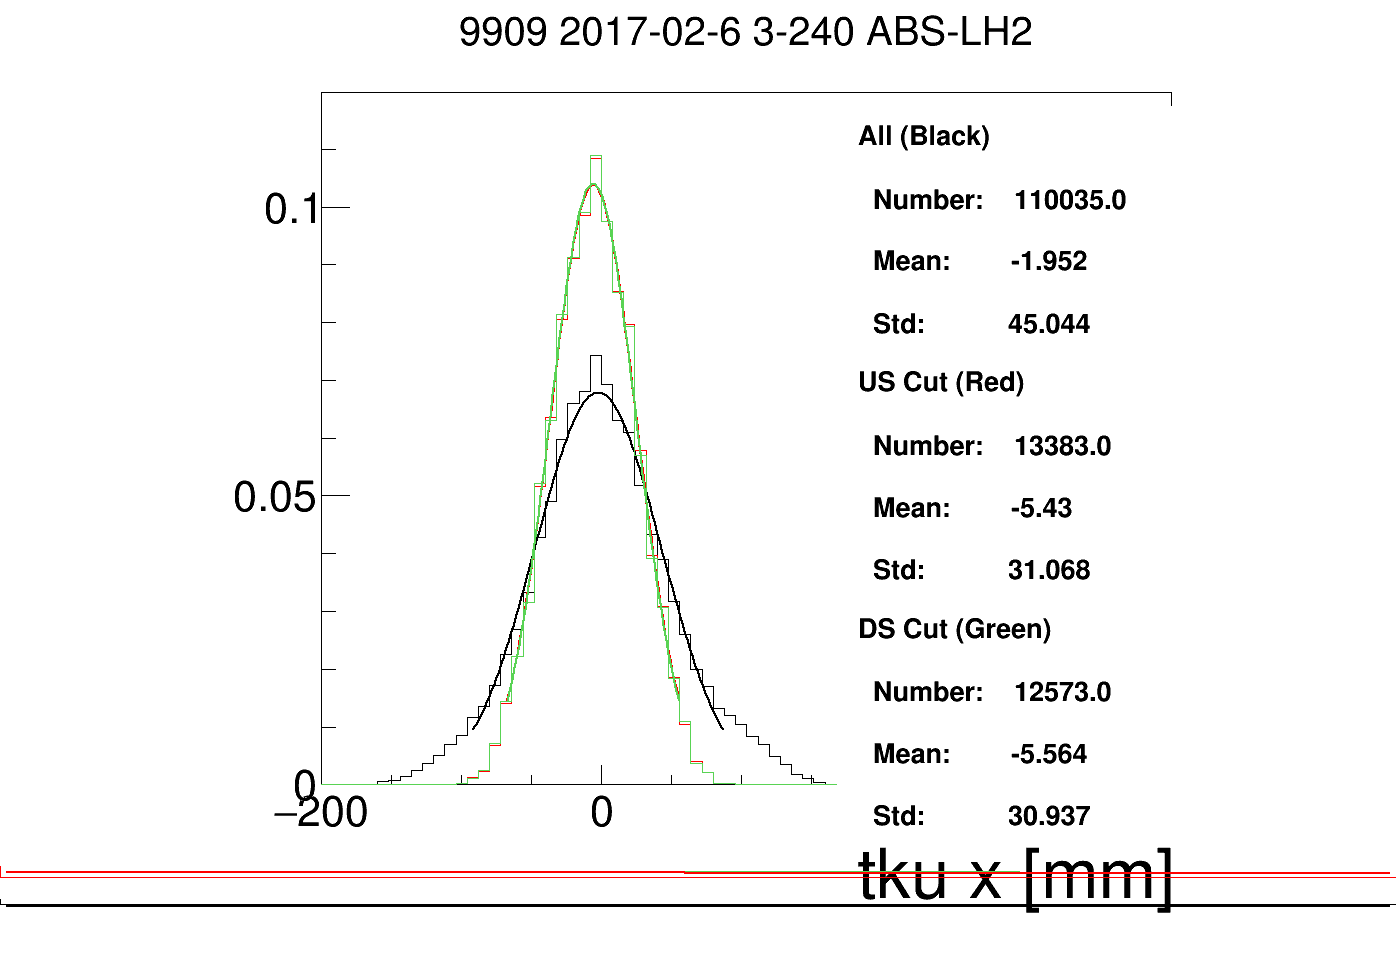 9909 2017-02-6 3-240 ABS-LH2
All (Black)
Number: 110035.0
Mean: -1.952
Std: 45.044
US Cut (Red)
Number: 13383.0
Mean: -5.43
Std: 31.068
DS Cut (Green)
Number: 12573.0
Mean: -5.564
Std: 30.937
0.1
0.05
0
−200 0
tku x [mm]